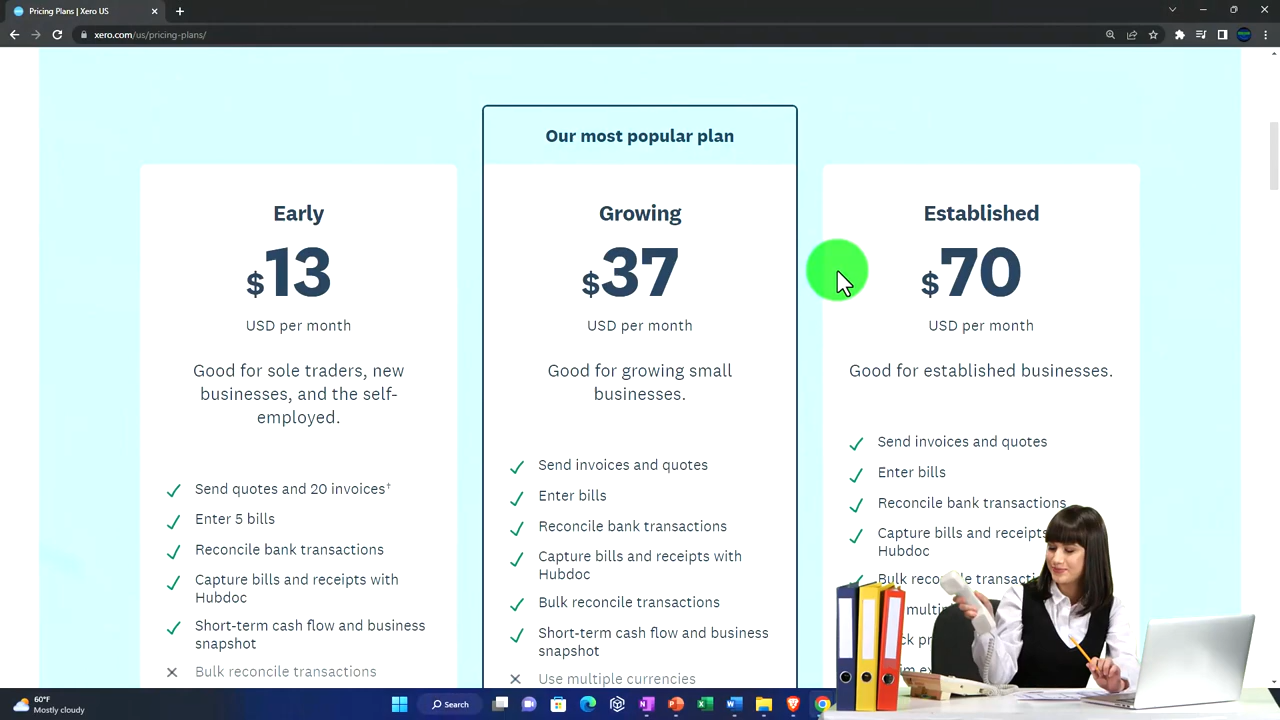 Pricing Plans | Xero US
xero.com/us/pricing-plans/
Our most popular plan
Early
$13
USD per month
Good for sole traders, new
businesses, and the self-
employed.
Send quotes and 20 invoices†
Enter 5 bills
Reconcile bank transactions
Capture bills and receipts with
Hubdoc
Short-term cash flow and business
snapshot
Bulk reconcile transactions
Growing
$37
USD per month
Good for growing small
businesses.
Send invoices and quotes
Enter bills
Reconcile bank transactions
Capture bills and receipts with
Hubdoc
Bulk reconcile transactions
Short-term cash flow and business
snapshot
Use multiple currencies
Established
$70
USD per month
Good for established businesses.
Send invoices and quotes
Enter bills
Reconcile bank transactions
Capture bills and receipts
Hubdoc
Bulk
60°F
Mostly cloudy
Search